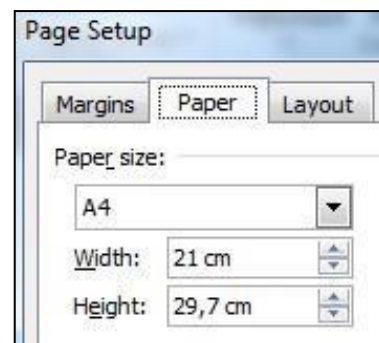 Page Setup
Margins Paper Layout
Paper size:
A4
Width: 21 cm
Height: 29,7 cm